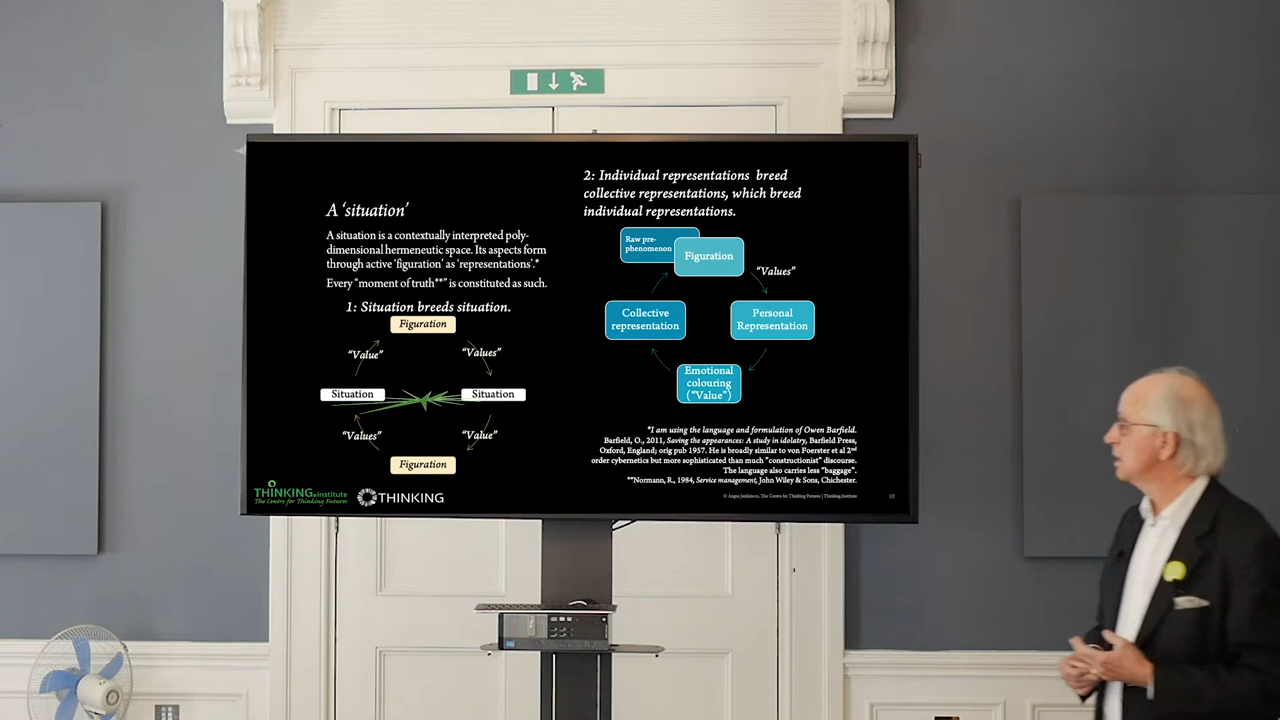 A ‘situation’
A situation is a contextually interpreted poly-
dimensional hermeneutic space. Its aspects form
through active ‘figuration’ as ‘representations’.*
Every “moment of truth**” is constituted as such.
1: Situation breeds situation.
Figuration
“Value”
“Values”
Situation
Situation
“Values”
“Value”
Figuration
THINKING institute
The Centre for Thinking Futures
THINKING
2: Individual representations breed
collective representations, which breed
individual representations.
Raw pre-
phenomenon
Figuration
“Values”
Collective
representation
Personal
Representation
Emotional
colouring
(“Value”)
*I am using the language and formulation of Owen Barfield.
Barfield, O., 2011, Saving the appearances: A study in idolatry, Barfield Press,
Oxford, England; orig pub 1957. He is broadly similar to von Foerster et al 2nd
order cybernetics but more sophisticated than much “constructionist” discourse.
The language also carries less “baggage”.
**Normann, R., 1984, Service management, John Wiley & Sons, Chichester.
© Angus Jenkinson, The Centre for Thinking Futures | Thinking.Institute
10